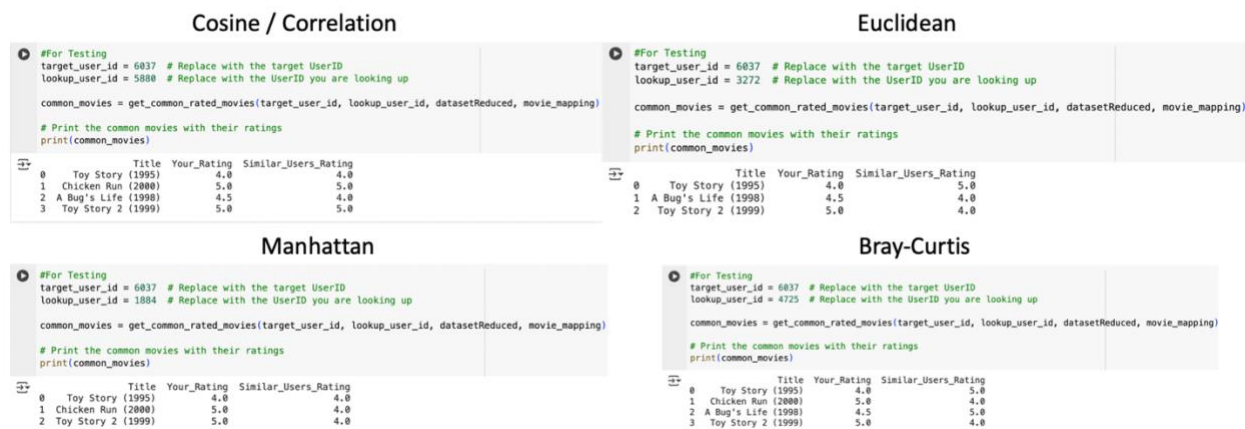 Cosine / Correlation
#For Testing
target_user_id = 6037 # Replace with the target UserID
lookup_user_id = 5880 # Replace with the UserID you are looking up
common_movies = get_common_rated_movies(target_user_id, lookup_user_id, datasetReduced, movie_mapping)
# Print the common movies with their ratings
print(common_movies)
Title Your_Rating Similar_Users_Rating
0 Toy Story (1995) 4.0 4.0
1 Chicken Run (2000) 5.0 5.0
2 A Bug's Life (1998) 4.5 4.0
3 Toy Story 2 (1999) 5.0 5.0
Euclidean
#For Testing
target_user_id = 6037 # Replace with the target UserID
lookup_user_id = 3272 # Replace with the UserID you are looking up
common_movies = get_common_rated_movies(target_user_id, lookup_user_id, datasetReduced, movie_mapping)
# Print the common movies with their ratings
print(common_movies)
Title Your_Rating Similar_Users_Rating
0 Toy Story (1995) 4.0 5.0
1 A Bug's Life (1998) 4.5 4.0
2 Toy Story 2 (1999) 5.0 4.0
Manhattan
#For Testing
target_user_id = 6037 # Replace with the target UserID
lookup_user_id = 1884 # Replace with the UserID you are looking up
common_movies = get_common_rated_movies(target_user_id, lookup_user_id, datasetReduced, movie_mapping)
# Print the common movies with their ratings
print(common_movies)
Title Your_Rating Similar_Users_Rating
0 Toy Story (1995) 4.0 4.0
1 Chicken Run (2000) 5.0 4.0
2 Toy Story 2 (1999) 5.0 4.0
Bray-Curtis
#For Testing
target_user_id = 6037 # Replace with the target UserID
lookup_user_id = 4725 # Replace with the UserID you are looking up
common_movies = get_common_rated_movies(target_user_id, lookup_user_id, datasetReduced, movie_mapping)
# Print the common movies with their ratings
print(common_movies)
Title Your_Rating Similar_Users_Rating
0 Toy Story (1995) 4.0 5.0
1 Chicken Run (2000) 5.0 4.0
2 A Bug's Life (1998) 4.5 5.0
3 Toy Story 2 (1999) 5.0 4.0